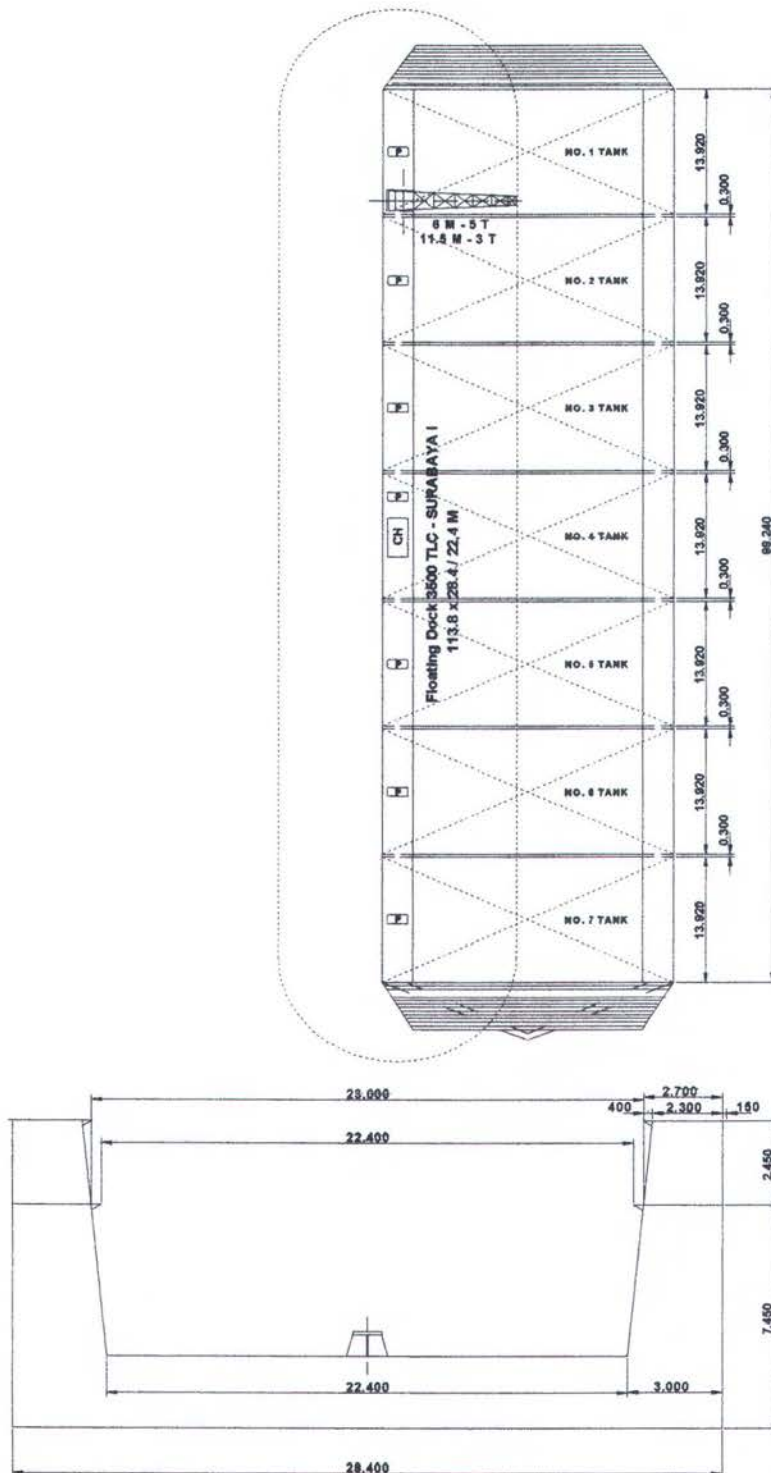 P
NO. 1 TANK
13.920
0.300
6 M - 5 T
11.5 M - 3 T
P
NO. 2 TANK
13.920
0.300
P
NO. 3 TANK
13.920
0.300
P
CH
NO. 4 TANK
13.920
0.300
99.240
Floating Dock 3500 TLC - SURABAYA I
113.8 x 28.4 / 22,4 M
P
NO. 5 TANK
13.920
0.300
P
NO. 6 TANK
13.920
0.300
P
NO. 7 TANK
13.920
23.000
2.700
400
2.300
150
22.400
2.450
7.450
22.400
3.000
28.400